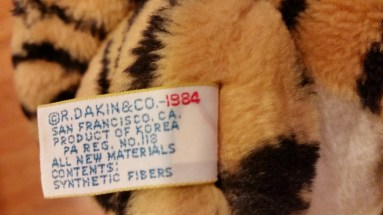 ©R.DAKIN&CO.-1984
SAN FRANCISCO, CA.
PRODUCT OF KOREA
PA REG. NO.118
ALL NEW MATERIALS
CONTENTS:
SYNTHETIC FIBERS